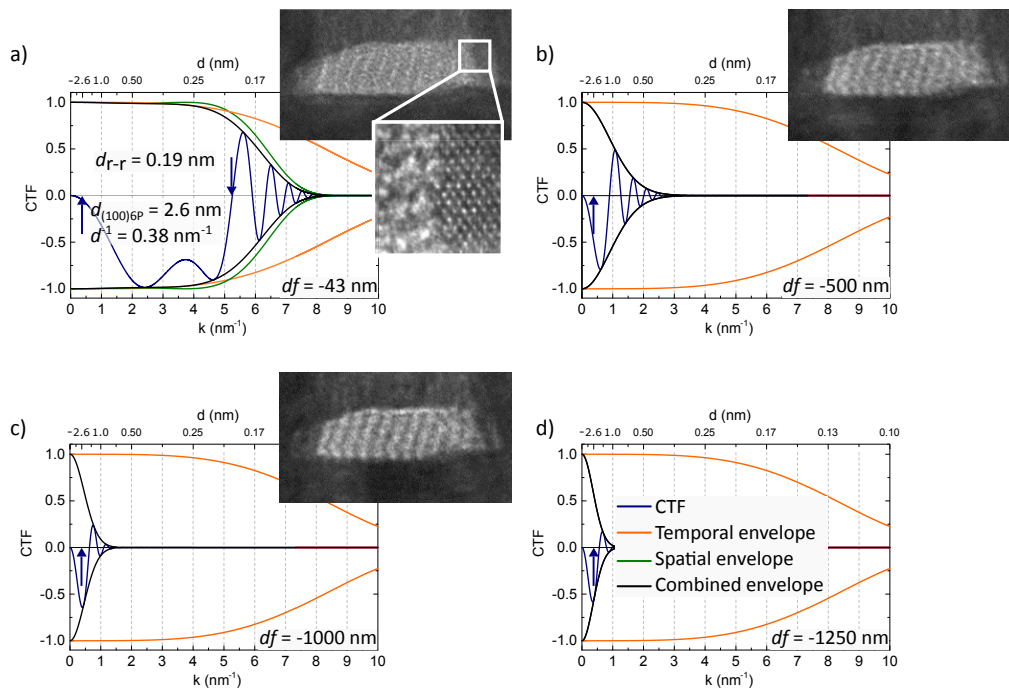 a)
d (nm)
2.6 1.0 0.50 0.25 0.17
1.0
0.5
0.0
-0.5
-1.0
CTF
dr-r = 0.19 nm
d(100)6P = 2.6 nm
d-1 = 0.38 nm-1
df = -43 nm
0 1 2 3 4 5 6 7 8 9 10
k (nm-1)
b)
d (nm)
2.6 1.0 0.50 0.25 0.17
1.0
0.5
0.0
-0.5
-1.0
CTF
df = -500 nm
0 1 2 3 4 5 6 7 8 9 10
k (nm-1)
c)
d (nm)
2.6 1.0 0.50 0.25 0.17
1.0
0.5
0.0
-0.5
-1.0
CTF
df = -1000 nm
0 1 2 3 4 5 6 7 8 9 10
k (nm-1)
d)
d (nm)
2.6 1.0 0.50 0.25 0.17 0.13 0.10
1.0
0.5
0.0
-0.5
-1.0
CTF
CTF
Temporal envelope
Spatial envelope
Combined envelope
df = -1250 nm
0 1 2 3 4 5 6 7 8 9 10
k (nm-1)